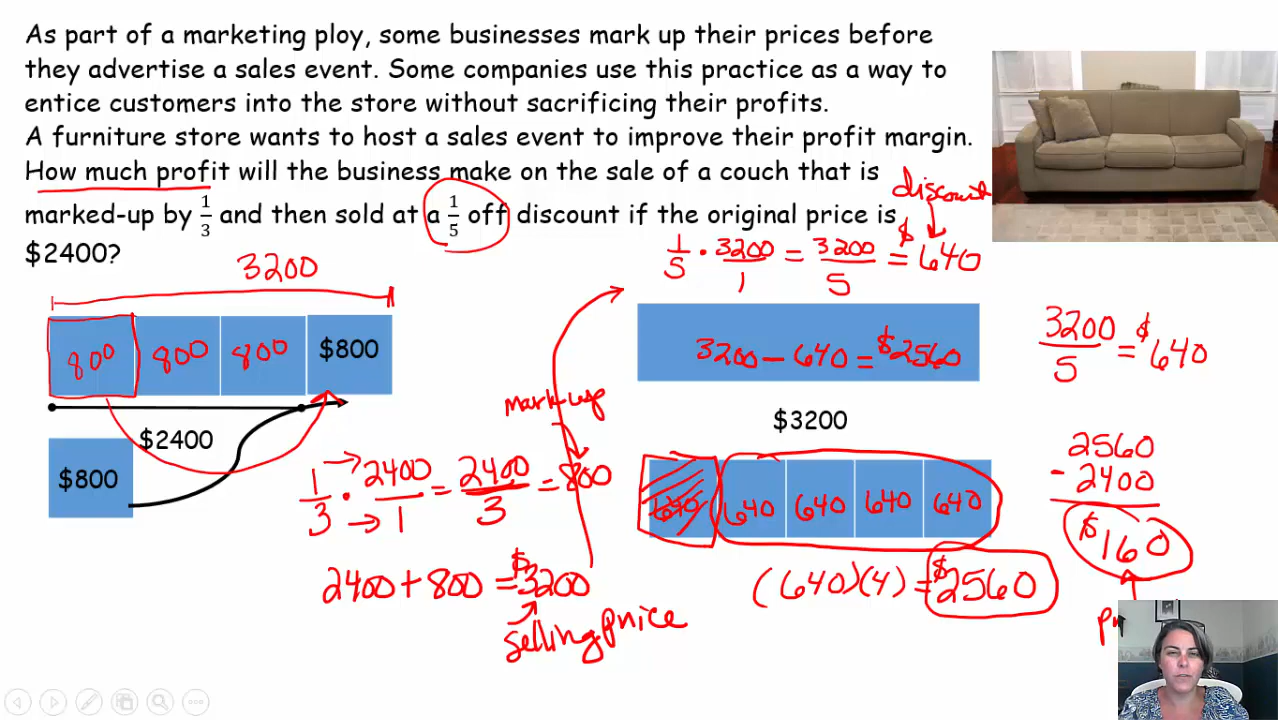 As part of a marketing ploy, some businesses mark up their prices before
they advertise a sales event. Some companies use this practice as a way to
entice customers into the store without sacrificing their profits.
A furniture store wants to host a sales event to improve their profit margin.
How much profit will the business make on the sale of a couch that is
marked-up by 1/3 and then sold at a 1/5 off discount if the original price is
$2400?
discount
1/5 · 3200/1 = 3200/5 = $640
3200
800 800 800 $800
$2400
$800
mark-up
1/3 · 2400/1 = 2400/3 = 800
2400 + 800 = $3200
selling price
3200 - 640 = $2560
$3200
640 640 640 640 640
(640)(4) = $2560
3200/5 = $640
2560
- 2400
$160